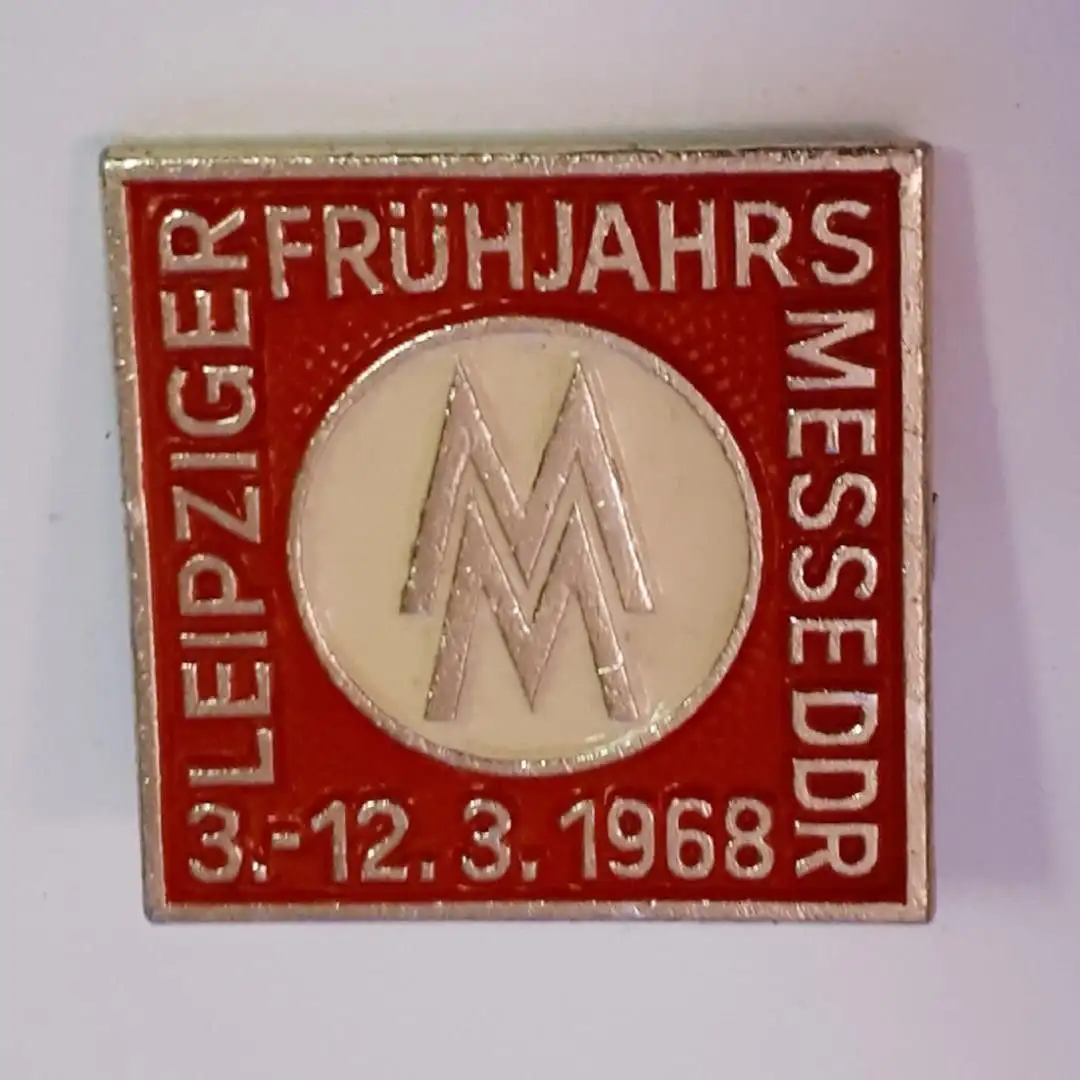 LEIPZIGER
FRÜHJAHRS
MESSE DDR
3.-12. 3. 1968
MM